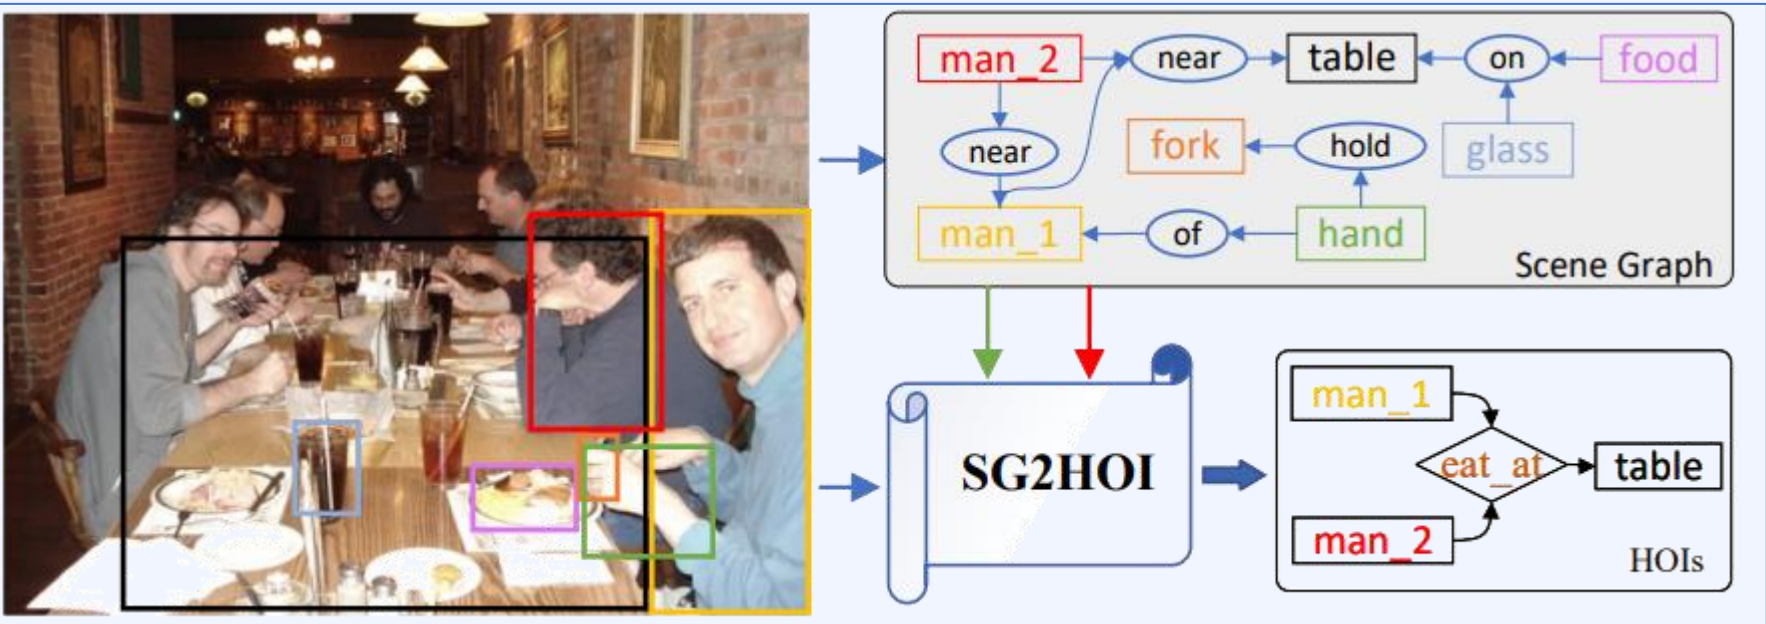 man_2
near
table
on
food
near
fork
hold
glass
man_1
of
hand
Scene Graph
SG2HOI
man_1
eat_at
table
man_2
HOIs